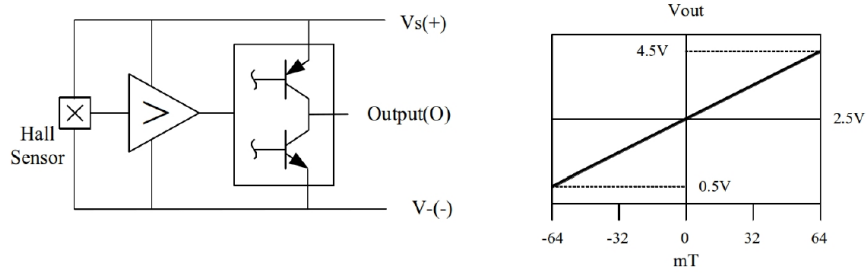 Vs(+)
Hall
Sensor
Output(O)
V-(-)
Vout
4.5V
2.5V
0.5V
-64 -32 0 32 64
mT